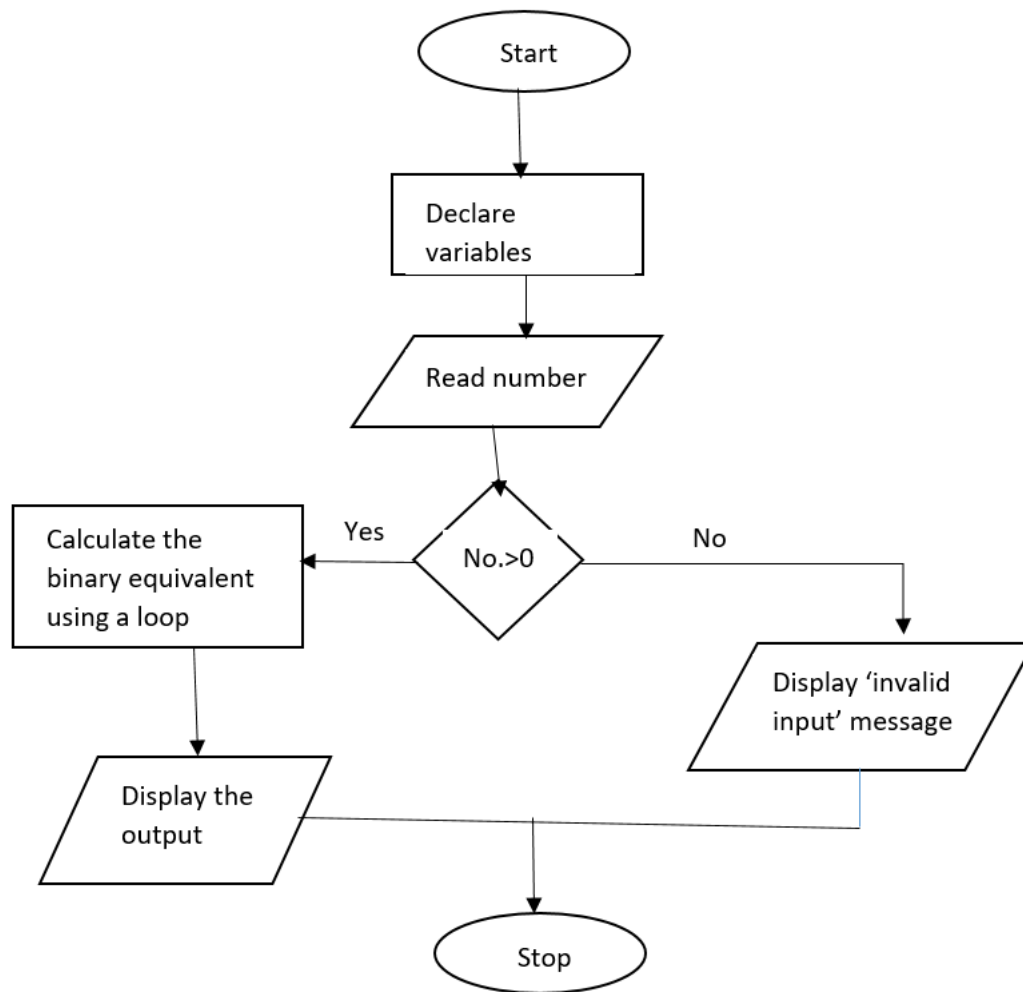 Start
Declare
variables
Read number
Yes
No.>0
No
Calculate the
binary equivalent
using a loop
Display ‘invalid
input’ message
Display the
output
Stop